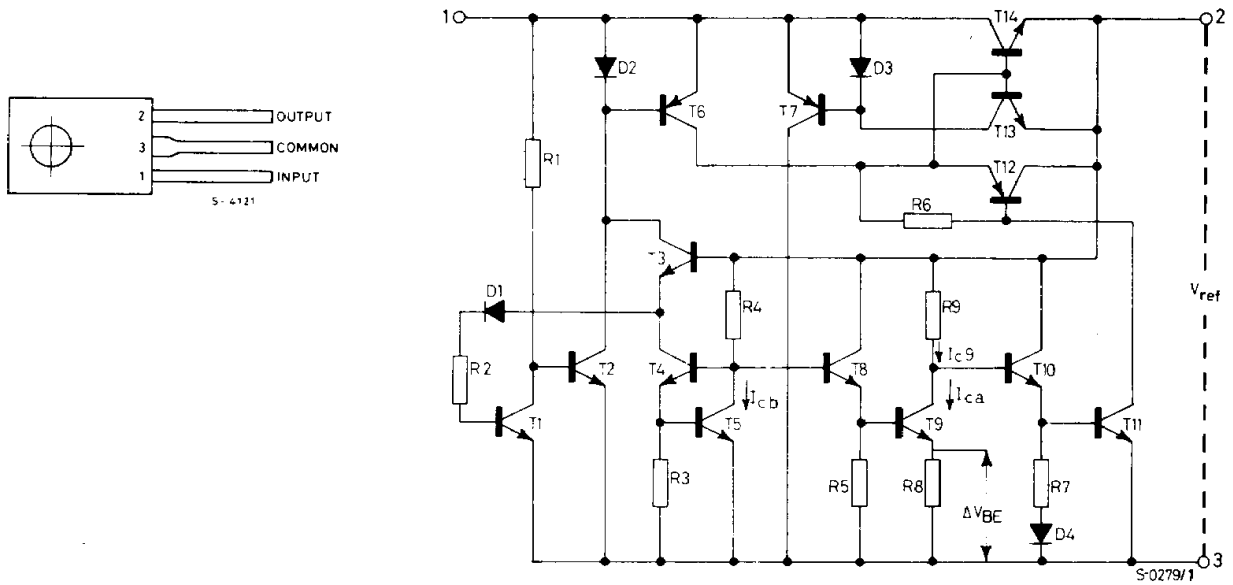 2 OUTPUT
3 COMMON
1 INPUT
S-4121
1
T14
2
D2
D3
T6
T7
T13
R1
T12
R6
T3
D1
R4
R9
Vref
R2
Ic9
T2
T4
T8
T10
Icb
Ica
T1
T5
T9
T11
R3
R5
R8
R7
ΔVBE
D4
3
S-0279/1